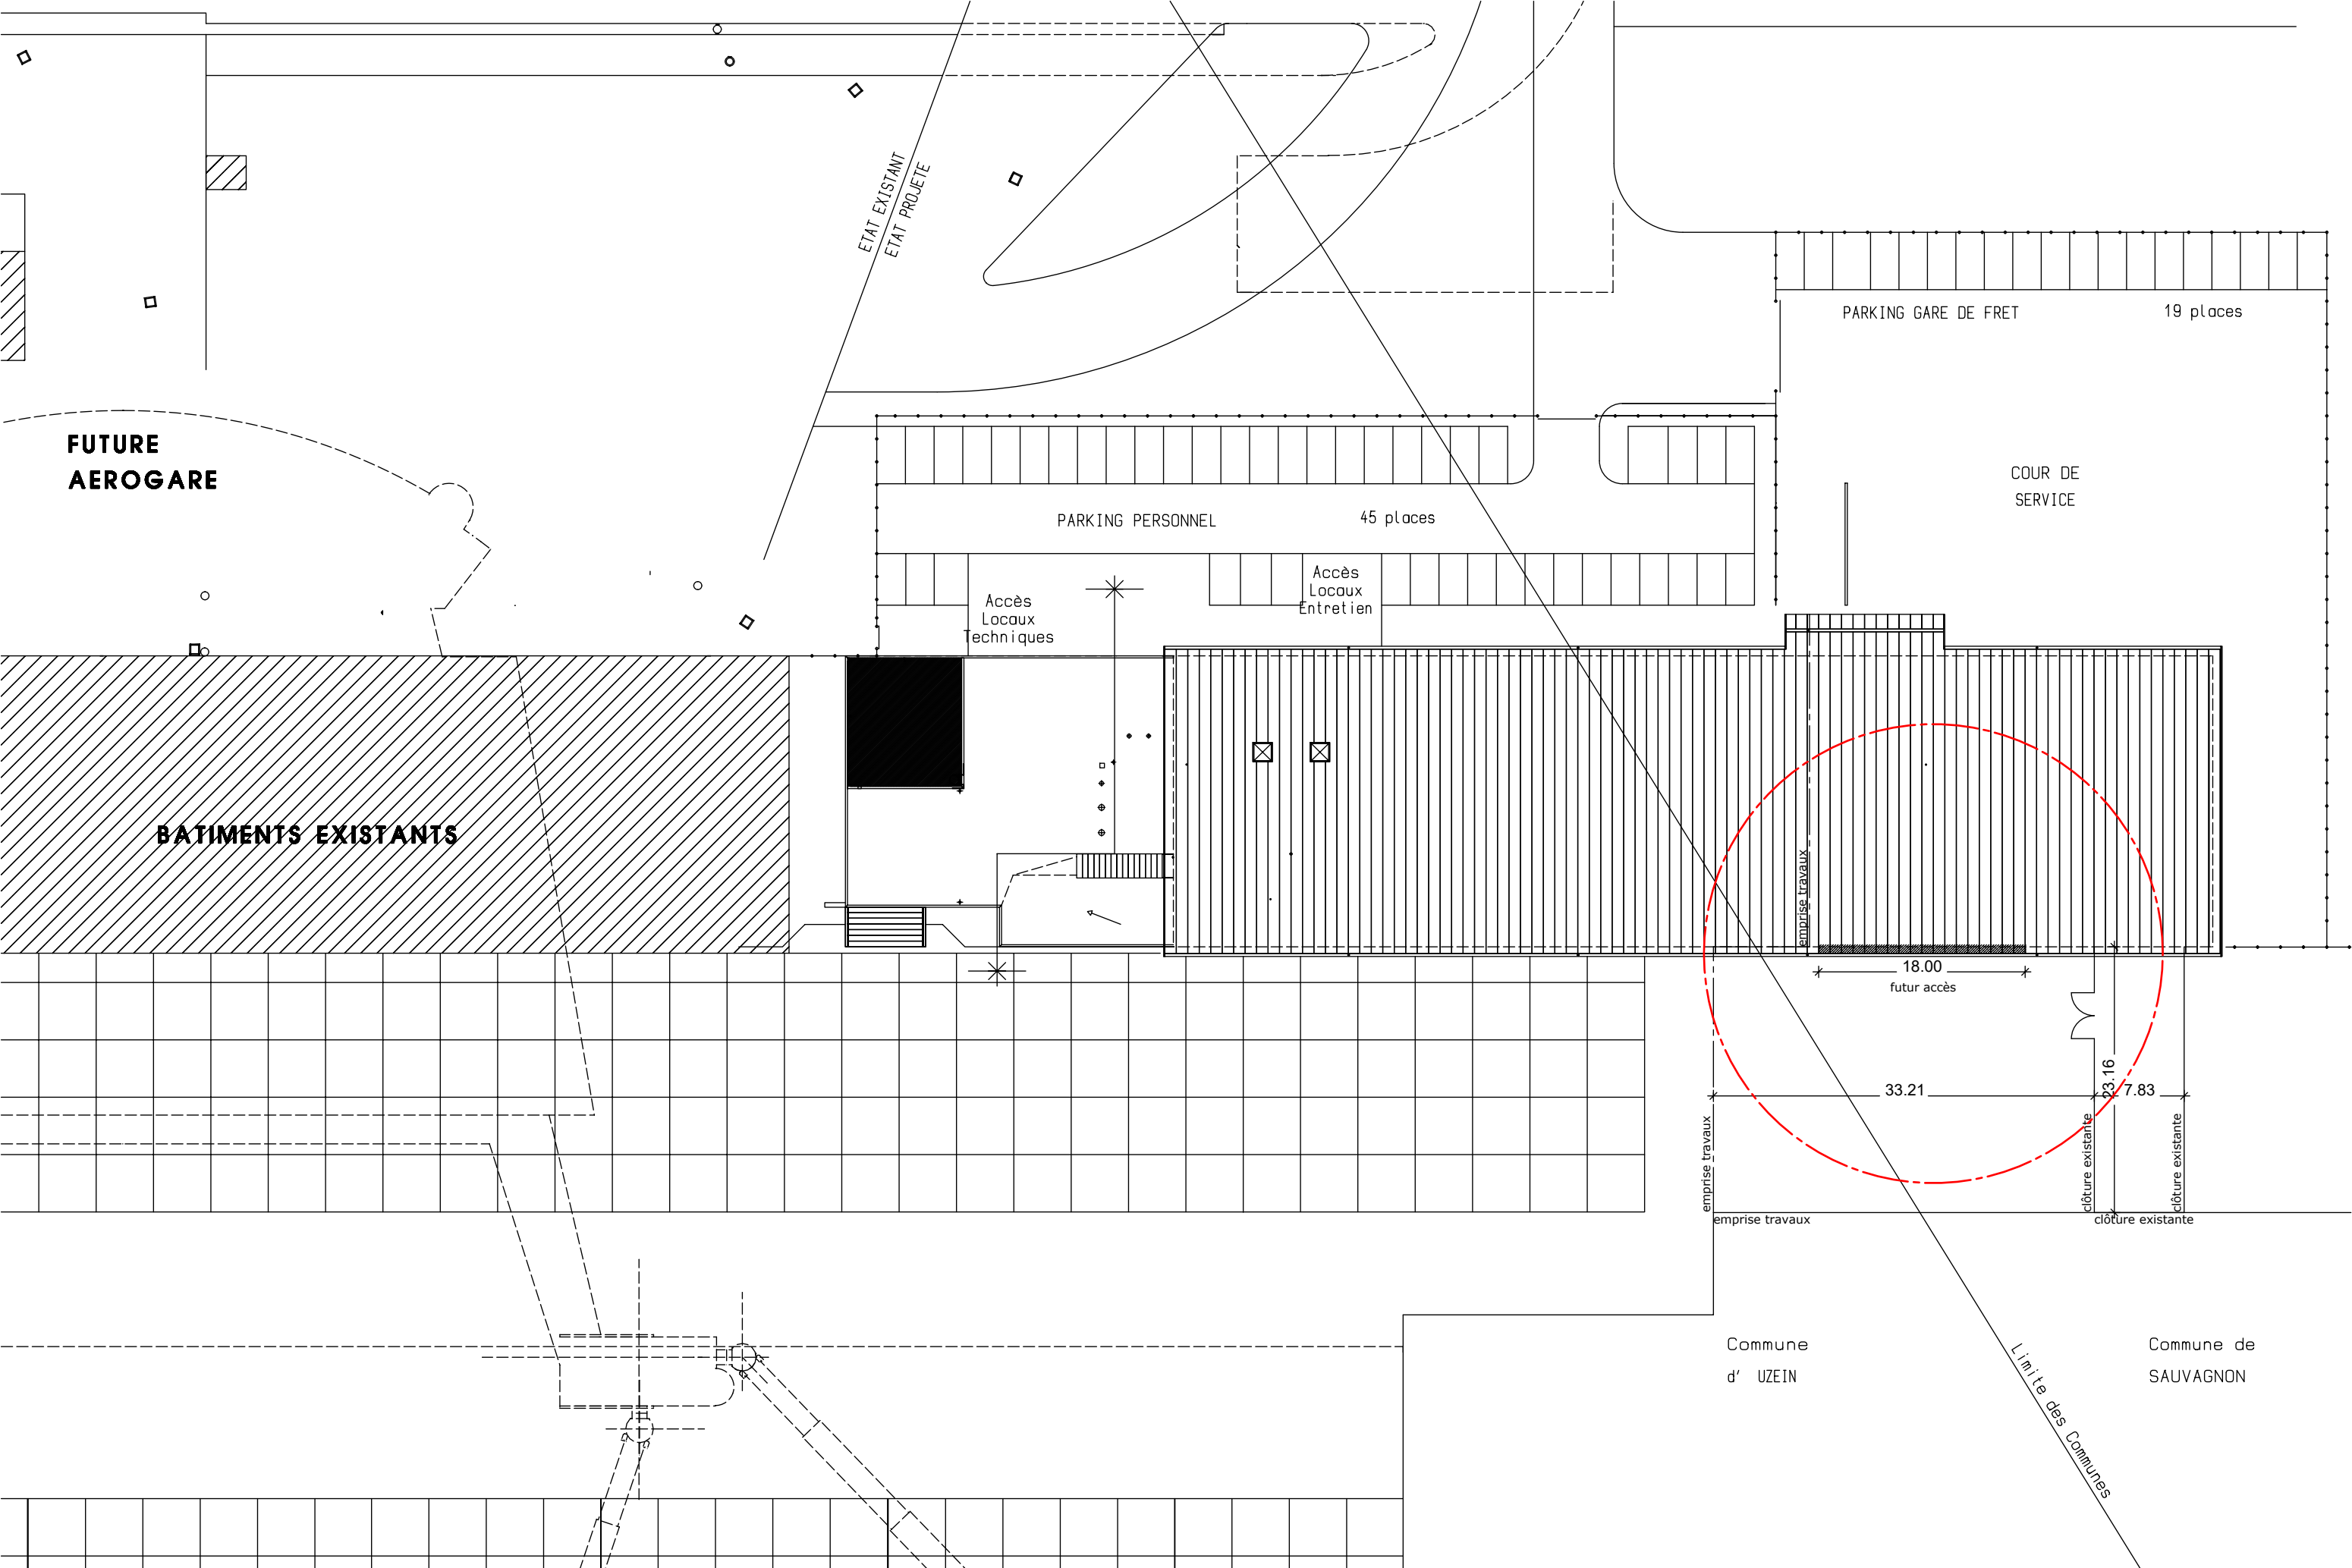 ETAT EXISTANT
ETAT PROJETE
PARKING GARE DE FRET
19 places
FUTURE
AEROGARE
COUR DE
SERVICE
PARKING PERSONNEL
45 places
Accès
Locaux
Techniques
Accès
Locaux
Entretien
BATIMENTS EXISTANTS
emprise travaux
18.00
futur accès
33.21
23.16
7.83
emprise travaux
clôture existante
clôture existante
emprise travaux
clôture existante
Commune
d' UZEIN
Limite des Communes
Commune de
SAUVAGNON